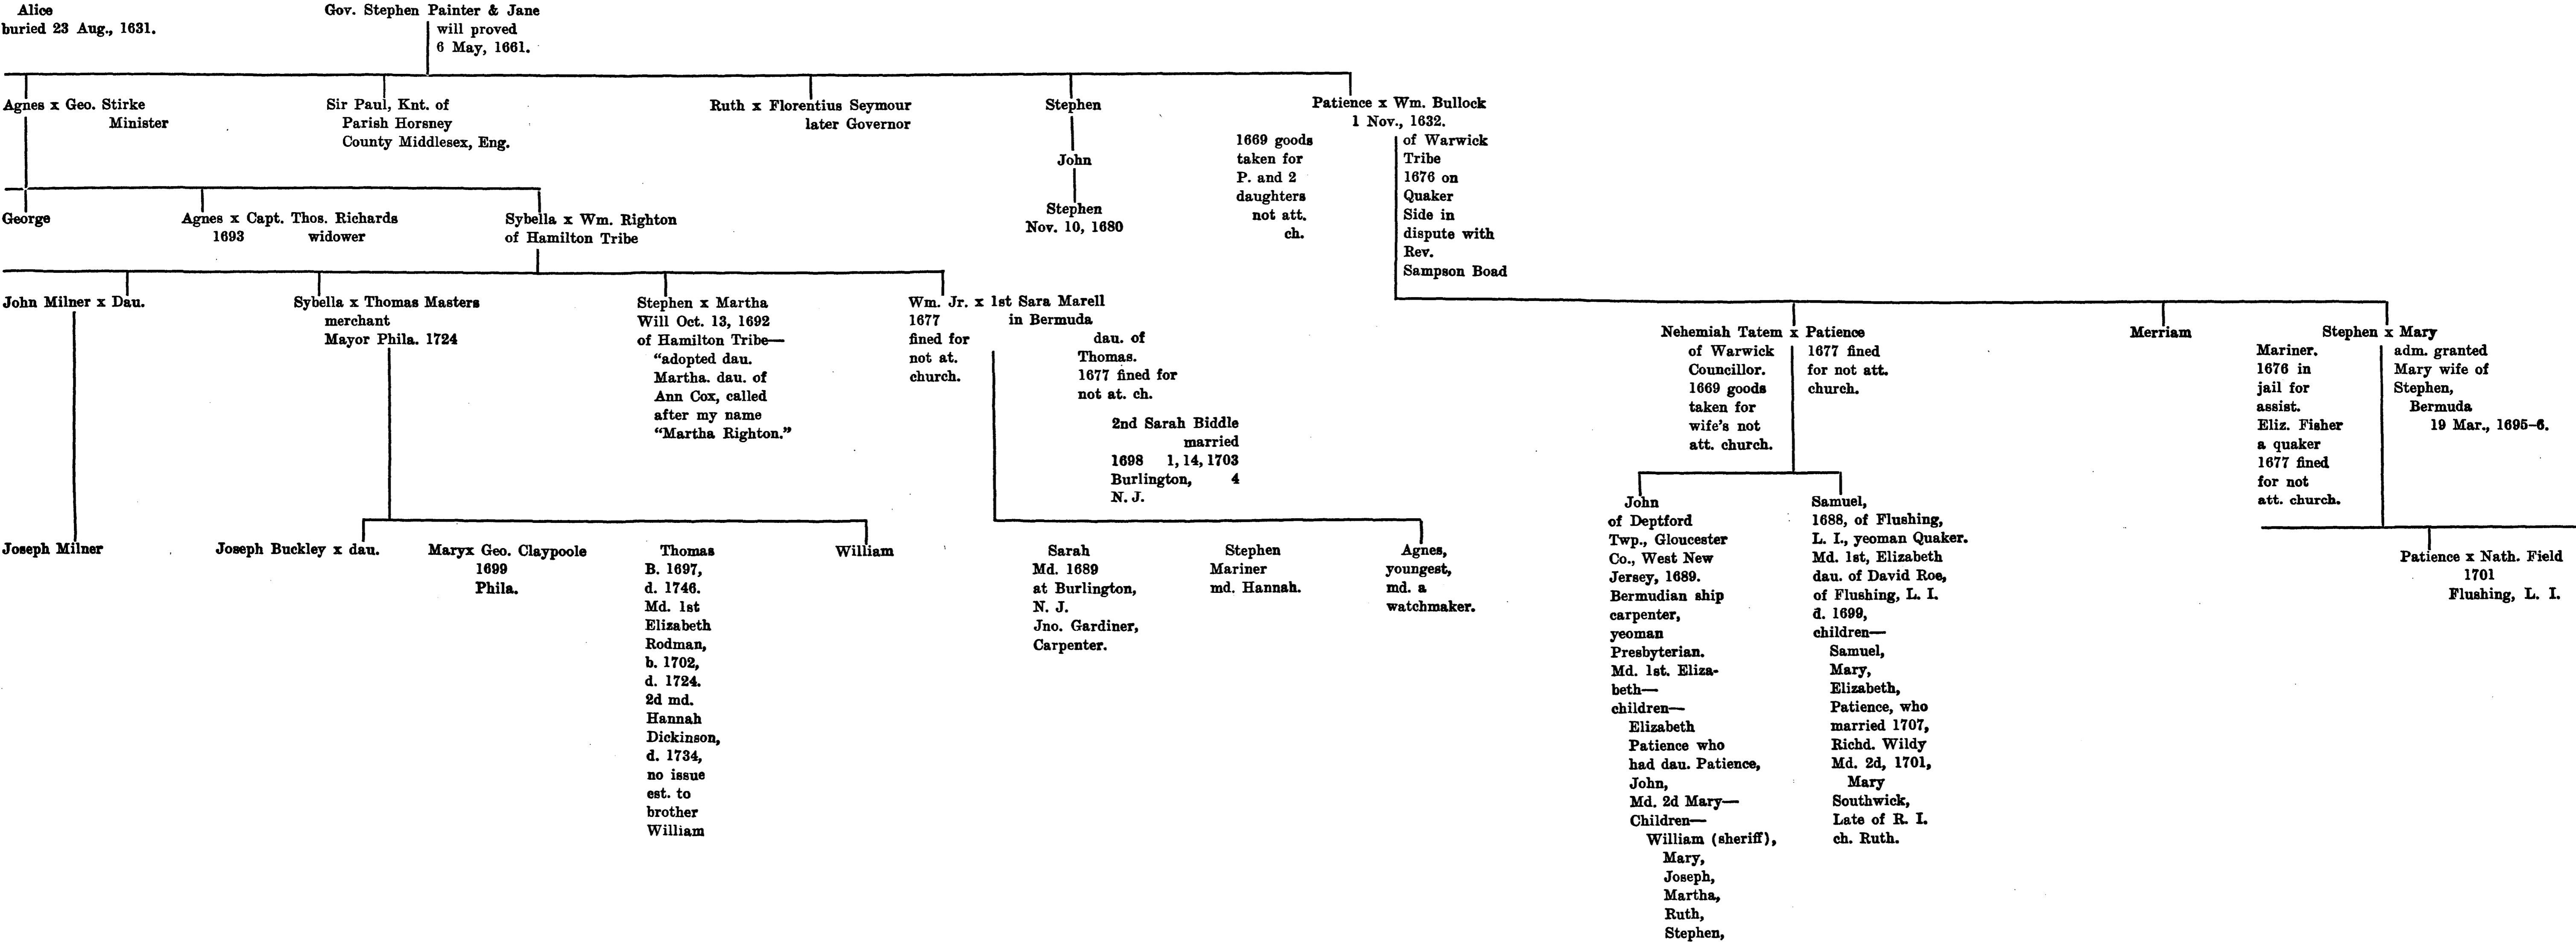 Alice
buried 23 Aug., 1631.
Gov. Stephen Painter & Jane
will proved
6 May, 1661.
Agnes x Geo. Stirke
Minister
Sir Paul, Knt. of
Parish Horsney
County Middlesex, Eng.
Ruth x Florentius Seymour
later Governor
Stephen
John
Stephen
Nov. 10, 1680
Patience x Wm. Bullock
1 Nov., 1632.
1669 goods
taken for
P. and 2
daughters
not att.
ch.
of Warwick
Tribe
1676 on
Quaker
Side in
dispute with
Rev.
Sampson Boad
George
Agnes x Capt. Thos. Richards
1693 widower
Sybella x Wm. Righton
of Hamilton Tribe
John Milner x Dau.
Sybella x Thomas Masters
merchant
Mayor Phila. 1724
Stephen x Martha
Will Oct. 13, 1692
of Hamilton Tribe—
“adopted dau.
Martha. dau. of
Ann Cox, called
after my name
“Martha Righton.”
Wm. Jr. x 1st Sara Marell
1677 in Bermuda
fined for
not at.
church.
dau. of
Thomas.
1677 fined for
not at. ch.
2nd Sarah Biddle
married
1698 1, 14, 1703
Burlington, 4
N. J.
Nehemiah Tatem x Patience
of Warwick
Councillor.
1669 goods
taken for
wife's not
att. church.
1677 fined
for not att.
church.
Merriam
Stephen x Mary
Mariner.
1676 in
jail for
assist.
Eliz. Fisher
a quaker
1677 fined
for not
att. church.
adm. granted
Mary wife of
Stephen,
Bermuda
19 Mar., 1695-6.
Joseph Milner
Joseph Buckley x dau.
Maryx Geo. Claypoole
1699
Phila.
Thomas
B. 1697,
d. 1746.
Md. 1st
Elizabeth
Rodman,
b. 1702,
d. 1724.
2d md.
Hannah
Dickinson,
d. 1734,
no issue
est. to
brother
William
William
Sarah
Md. 1689
at Burlington,
N. J.
Jno. Gardiner,
Carpenter.
Stephen
Mariner
md. Hannah.
Agnes,
youngest,
md. a
watchmaker.
John
of Deptford
Twp., Gloucester
Co., West New
Jersey, 1689.
Bermudian ship
carpenter,
yeoman
Presbyterian.
Md. 1st. Eliza-
beth—
children—
Elizabeth
Patience who
had dau. Patience,
John,
Md. 2d Mary—
Children—
William (sheriff),
Mary,
Joseph,
Martha,
Ruth,
Stephen,
Samuel,
1688, of Flushing,
L. I., yeoman Quaker.
Md. 1st, Elizabeth
dau. of David Roe,
of Flushing, L. I.
d. 1699,
children—
Samuel,
Mary,
Elizabeth,
Patience, who
married 1707,
Richd. Wildy
Md. 2d, 1701,
Mary
Southwick,
Late of R. I.
ch. Ruth.
Patience x Nath. Field
1701
Flushing, L. I.